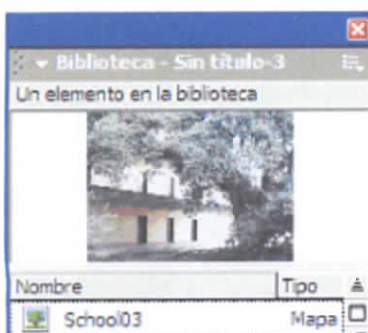 Biblioteca - Sin título-3
Un elemento en la biblioteca
Nombre Tipo
School03 Mapa